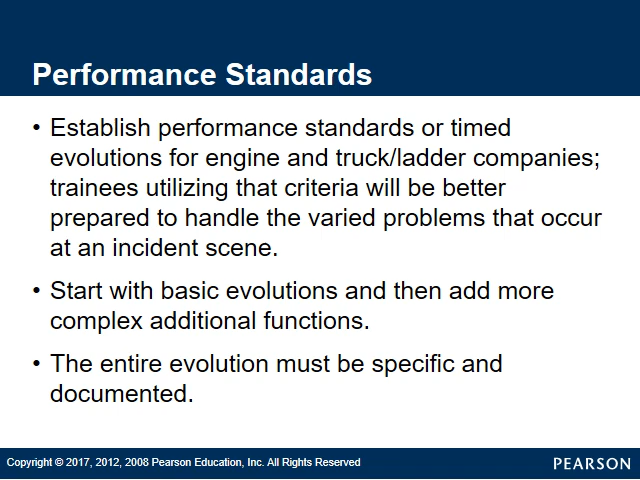 Performance Standards
• Establish performance standards or timed
evolutions for engine and truck/ladder companies;
trainees utilizing that criteria will be better
prepared to handle the varied problems that occur
at an incident scene.
• Start with basic evolutions and then add more
complex additional functions.
• The entire evolution must be specific and
documented.
Copyright © 2017, 2012, 2008 Pearson Education, Inc. All Rights Reserved
PEARSON